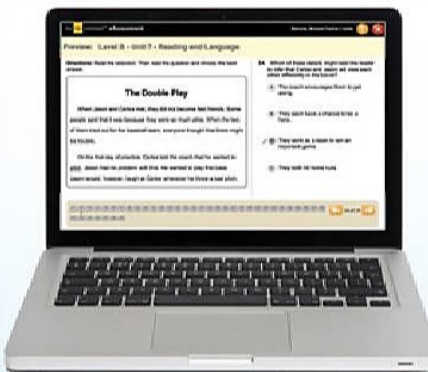 Preview: Level B - Unit 7 - Reading and Language
Directions: Read the selection. Then read the question and choose the best
answer.
The Double Play
When Jason and Carlos met, they did not become fast friends. Some
people said that it was because they were so much alike. When the two
of them tried out for the baseball team, everyone thought that there might
be trouble.
On the first day of practice, Carlos told the coach that he wanted to
pitch. Jason had no problem with this. He wanted to play first base.
Jason would, however, laugh at Carlos whenever he threw a bad pitch.
24. Which of these details might lead the reader
to infer that Carlos and Jason will treat each
other differently in the future?
A The coach encourages them to get
along.
B They each have a chance to be a
hero.
They work as a team to win an
important game.
They both hit home runs.